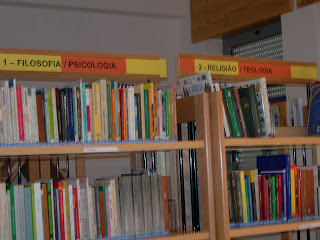 1 – FILOSOFIA / PSICOLOGIA
2 - RELIGIÃO / TEOLOGIA